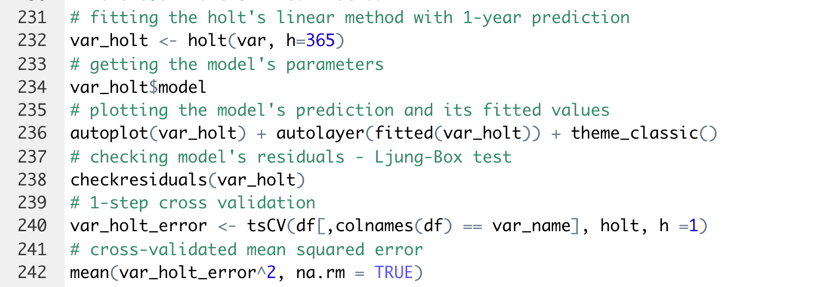 231 # fitting the holt's linear method with 1-year prediction
232 var_holt <- holt(var, h=365)
233 # getting the model's parameters
234 var_holt$model
235 # plotting the model's prediction and its fitted values
236 autoplot(var_holt) + autolayer(fitted(var_holt)) + theme_classic()
237 # checking model's residuals - Ljung-Box test
238 checkresiduals(var_holt)
239 # 1-step cross validation
240 var_holt_error <- tsCV(df[,colnames(df) == var_name], holt, h =1)
241 # cross-validated mean squared error
242 mean(var_holt_error^2, na.rm = TRUE)